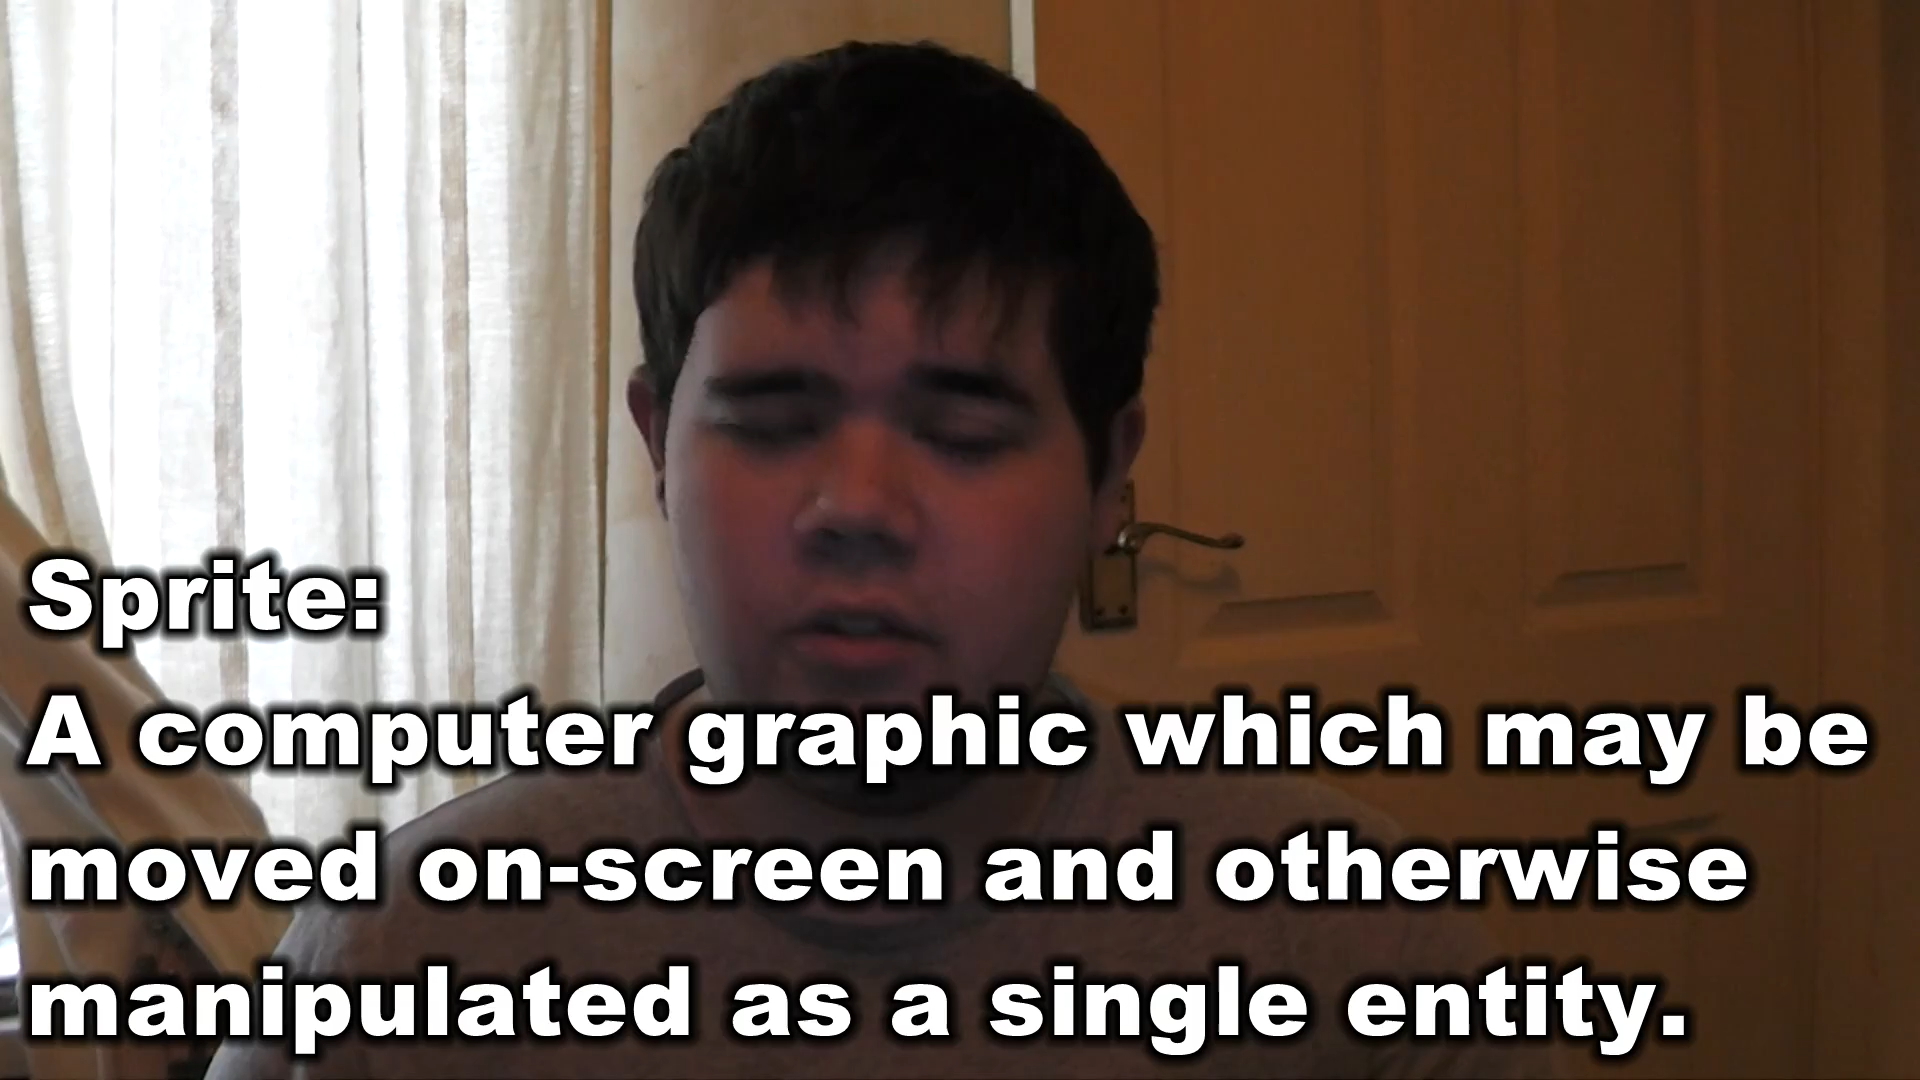 Sprite:
A computer graphic which may be
moved on-screen and otherwise
manipulated as a single entity.